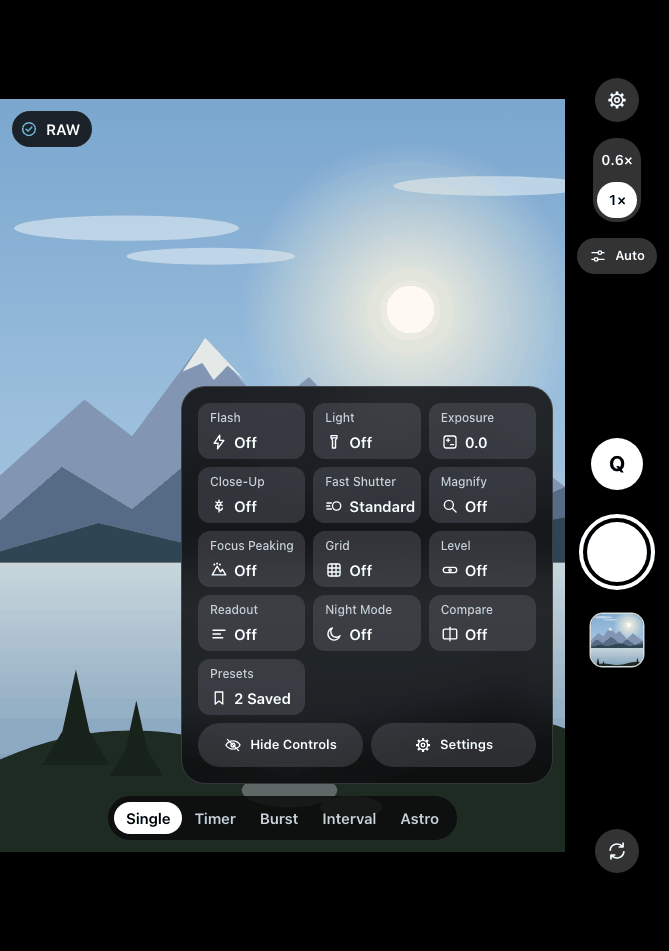 RAW
0.6×
1×
Auto
Flash
Off
Light
Off
Exposure
0.0
Close-Up
Off
Fast Shutter
Standard
Magnify
Off
Focus Peaking
Off
Grid
Off
Level
Off
Readout
Off
Night Mode
Off
Compare
Off
Presets
2 Saved
Hide Controls
Settings
Q
Single
Timer
Burst
Interval
Astro